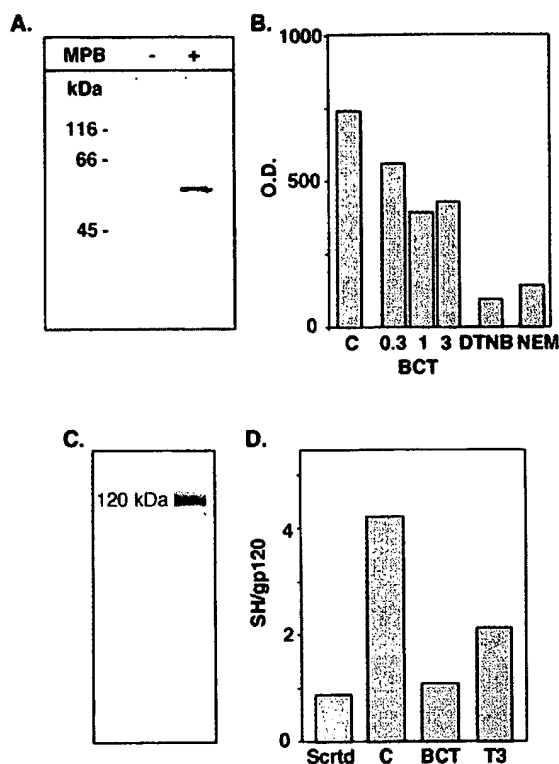 A.
MPB - +
kDa
116 -
66 -
45 -
B.
1000
500
0
O.D.
C 0.3 1 3 DTNB NEM
BCT
C.
120 kDa
D.
4
2
0
SH/gp120
Scrtd C BCT T3